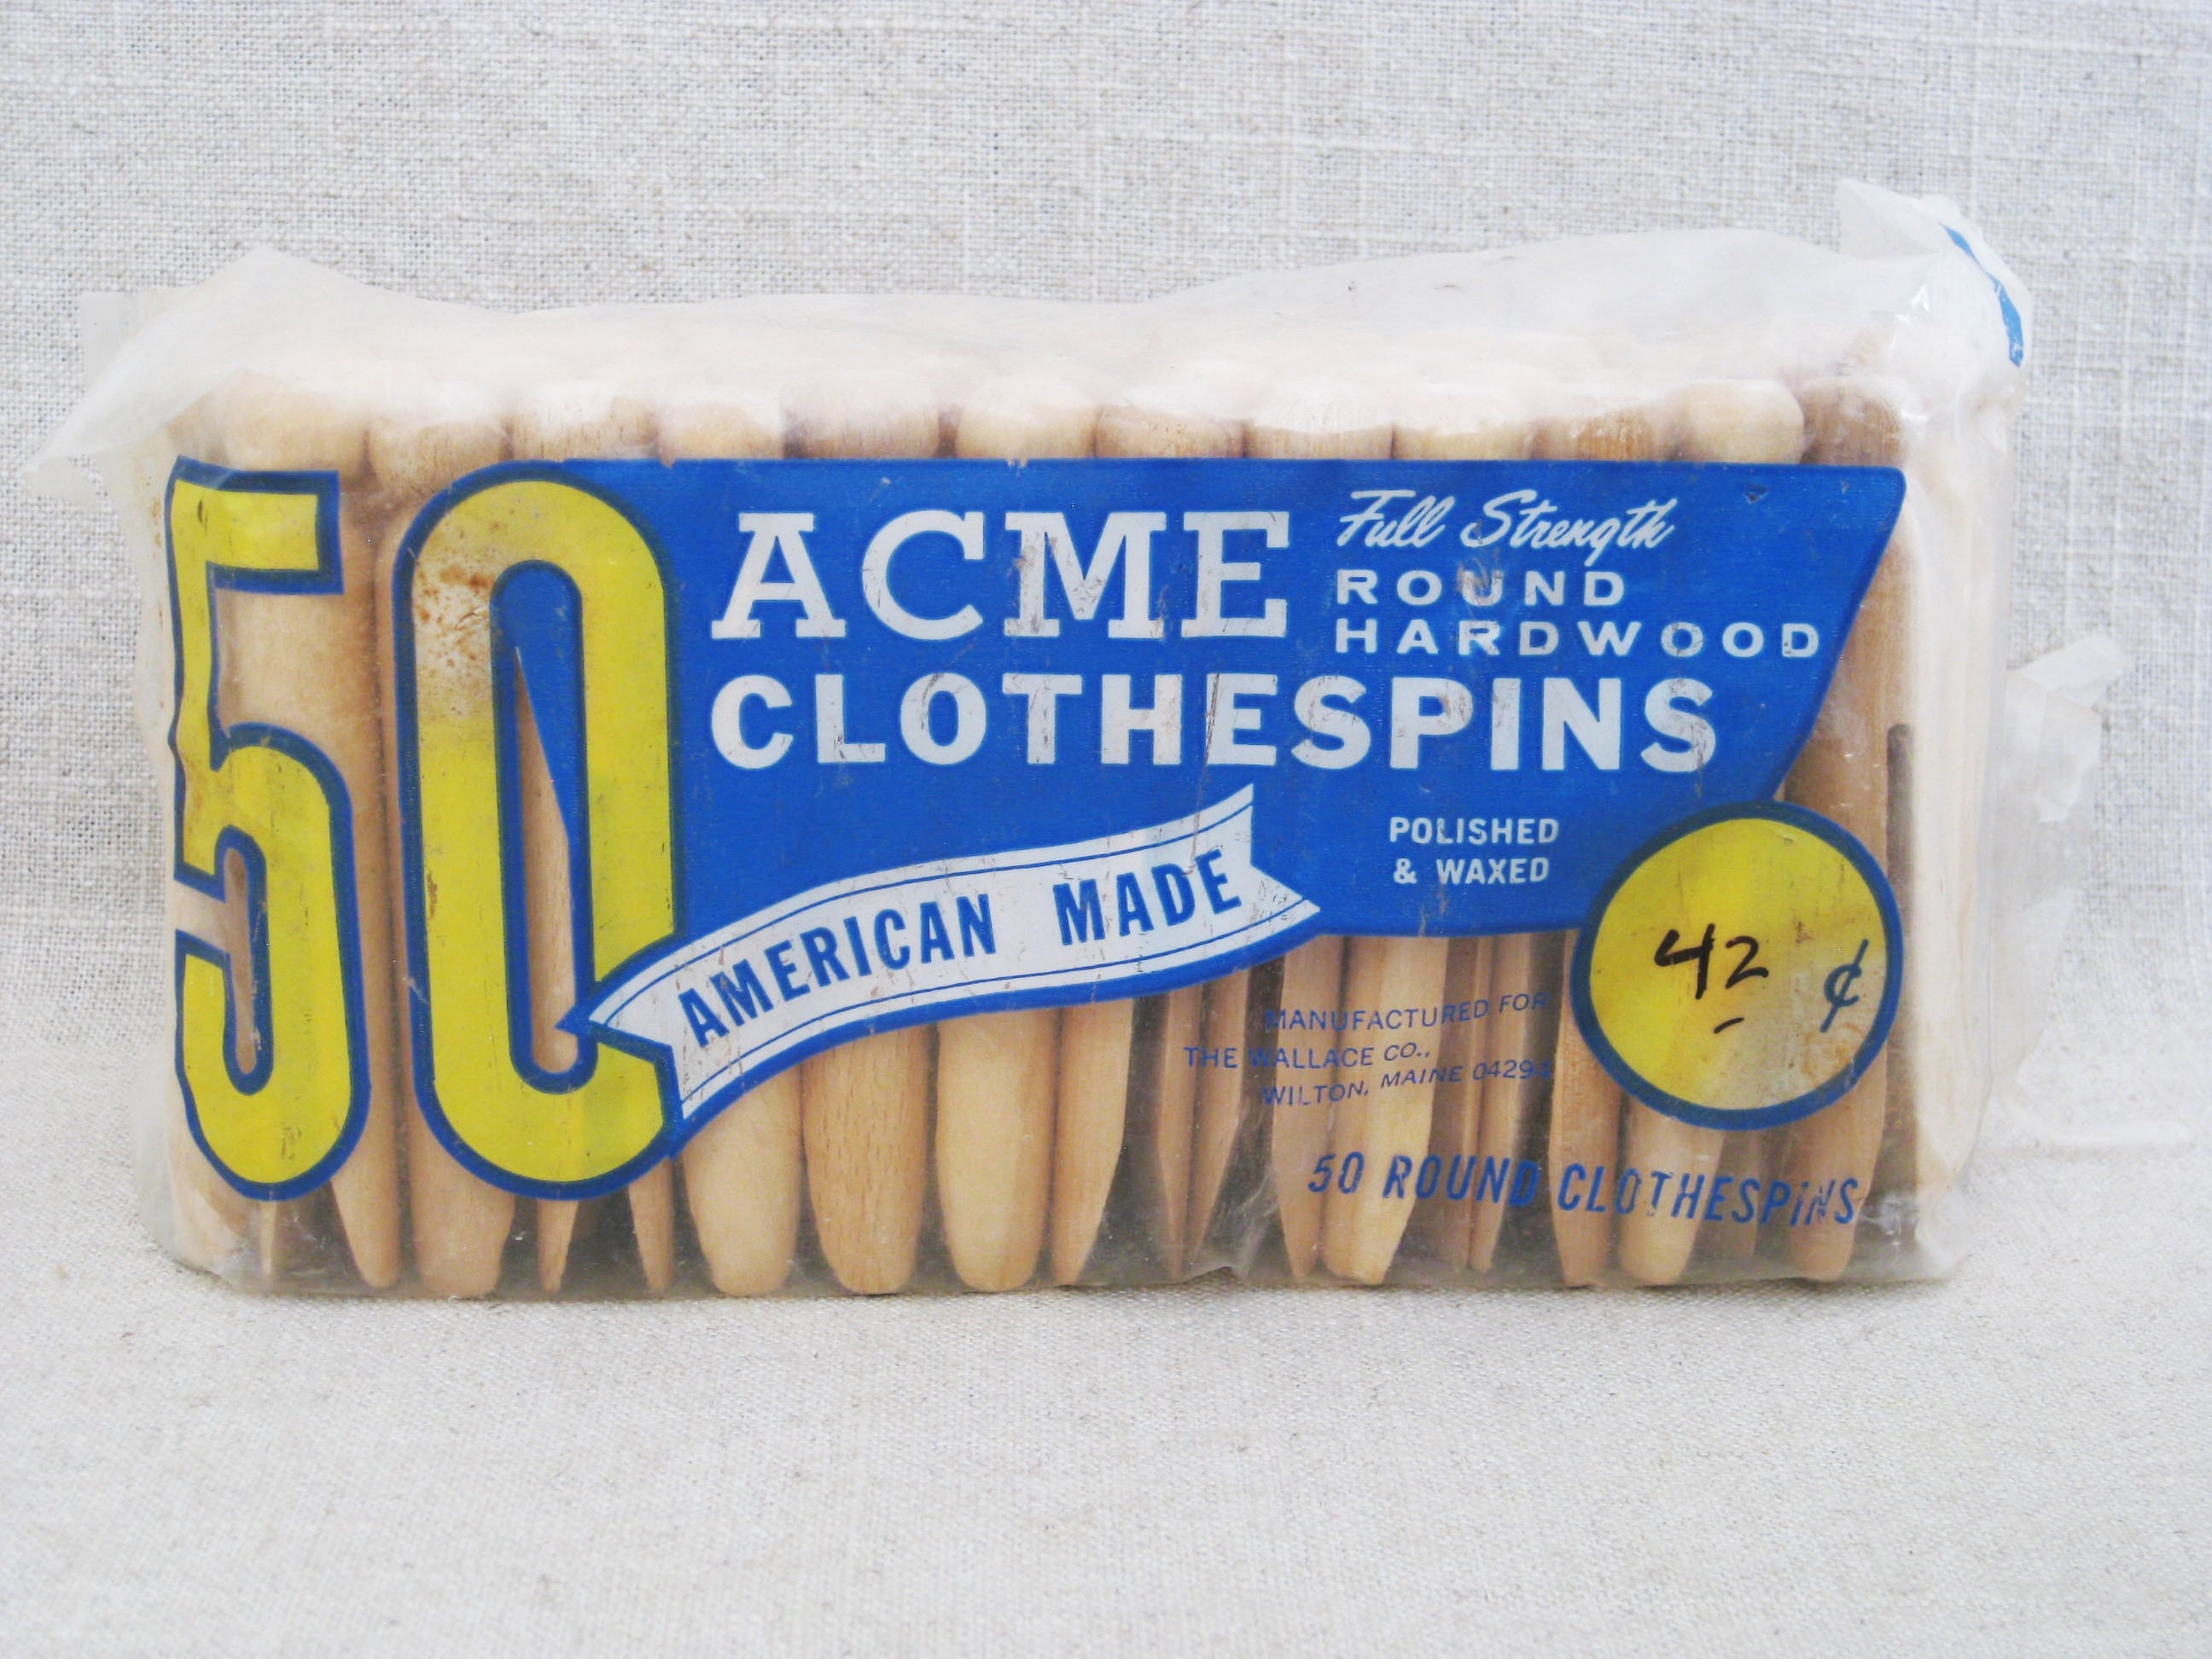 50
ACME
Full Strength
ROUND
HARDWOOD
CLOTHESPINS
POLISHED
& WAXED
AMERICAN MADE
42 ¢
MANUFACTURED FOR
THE WALLACE CO.,
WILTON, MAINE 04294
50 ROUND CLOTHESPINS